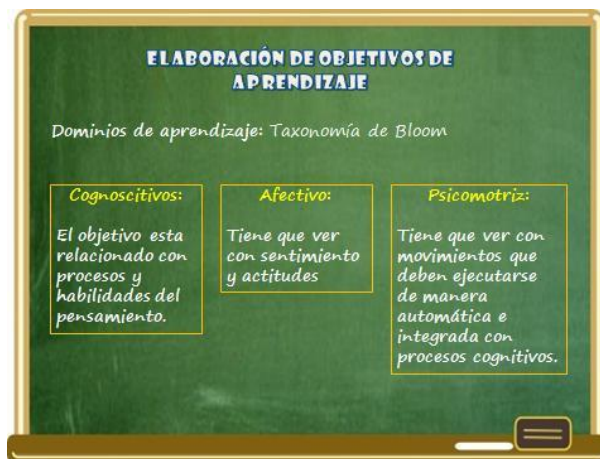 ELABORACIÓN DE OBJETIVOS DE
APRENDIZAJE
Dominios de aprendizaje: Taxonomía de Bloom
Cognoscitivos:
El objetivo esta
relacionado con
procesos y
habilidades del
pensamiento.
Afectivo:
Tiene que ver
con sentimiento
y actitudes
Psicomotriz:
Tiene que ver con
movimientos que
deben ejecutarse
de manera
automática e
integrada con
procesos cognitivos.